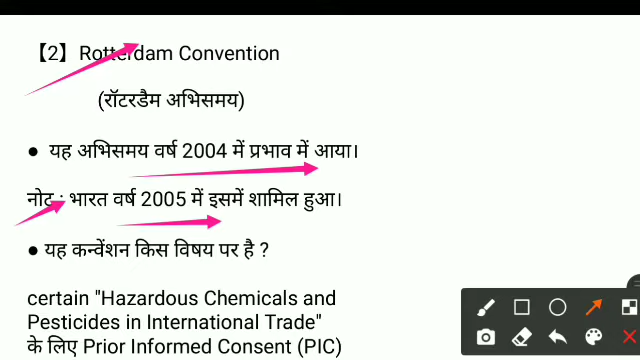 【2】Rotterdam Convention
(रॉटरडैम अभिसमय)
● यह अभिसमय वर्ष 2004 में प्रभाव में आया।
नोट : भारत वर्ष 2005 में इसमें शामिल हुआ।
● यह कन्वेंशन किस विषय पर है ?
certain "Hazardous Chemicals and
Pesticides in International Trade"
के लिए Prior Informed Consent (PIC)